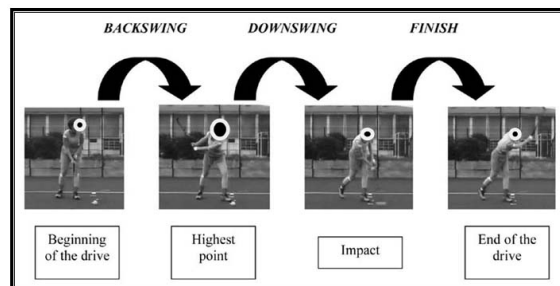 BACKSWING
DOWNSWING
FINISH
Beginning
of the drive
Highest
point
Impact
End of the
drive